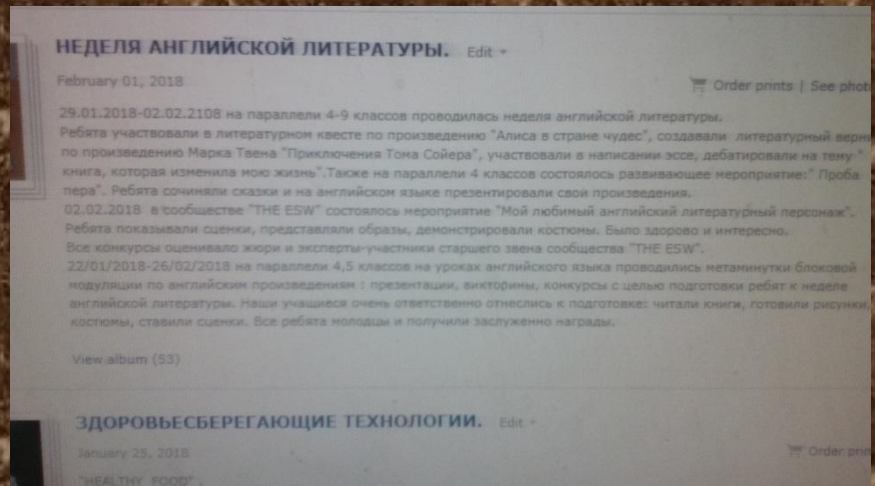 НЕДЕЛЯ АНГЛИЙСКОЙ ЛИТЕРАТУРЫ. Edit
February 01, 2018
Order prints | See
29.01.2018-02.02.2108 на параллели 4-9 классов проводилась неделя английской литературы.
Ребята участвовали в литературном квесте по произведению "Алиса в стране чудес", создавали литературный
по произведению Марка Твена "Приключения Тома Сойера", участвовали в написании эссе, дебатировали на тему "
книга, которая изменила мою жизнь".Также на параллели 4 классов состоялось развивающее мероприятие:" Проба
пера". Ребята сочиняли сказки и на английском языке презентировали свои произведения.
02.02.2018 в сообществе "THE ESW" состоялось мероприятие "Мой любимый английский литературный персонаж".
Ребята показывали сценки, представляли образы, демонстрировали костюмы. Было здорово и интересно.
Все конкурсы оценивало жюри и эксперты-участники старшего звена сообщества "THE ESW".
22/01/2018-26/02/2018 на параллели 4,5 классов на уроках английского языка проводились метаминутки блоковой
модуляции по английским произведениям : презентации, викторины, конкурсы с целью подготовки ребят к неделе
английской литературы. Наши учащиеся очень ответственно отнеслись к подготовке: читали книги, готовили рисунки,
костюмы, ставили сценки. Все ребята молодцы и получили заслуженно награды.
View album (53)
ЗДОРОВЬЕСБЕРЕГАЮЩИЕ ТЕХНОЛОГИИ. Edit
January 25, 2018
Order
"HEALTHY FOOD" .